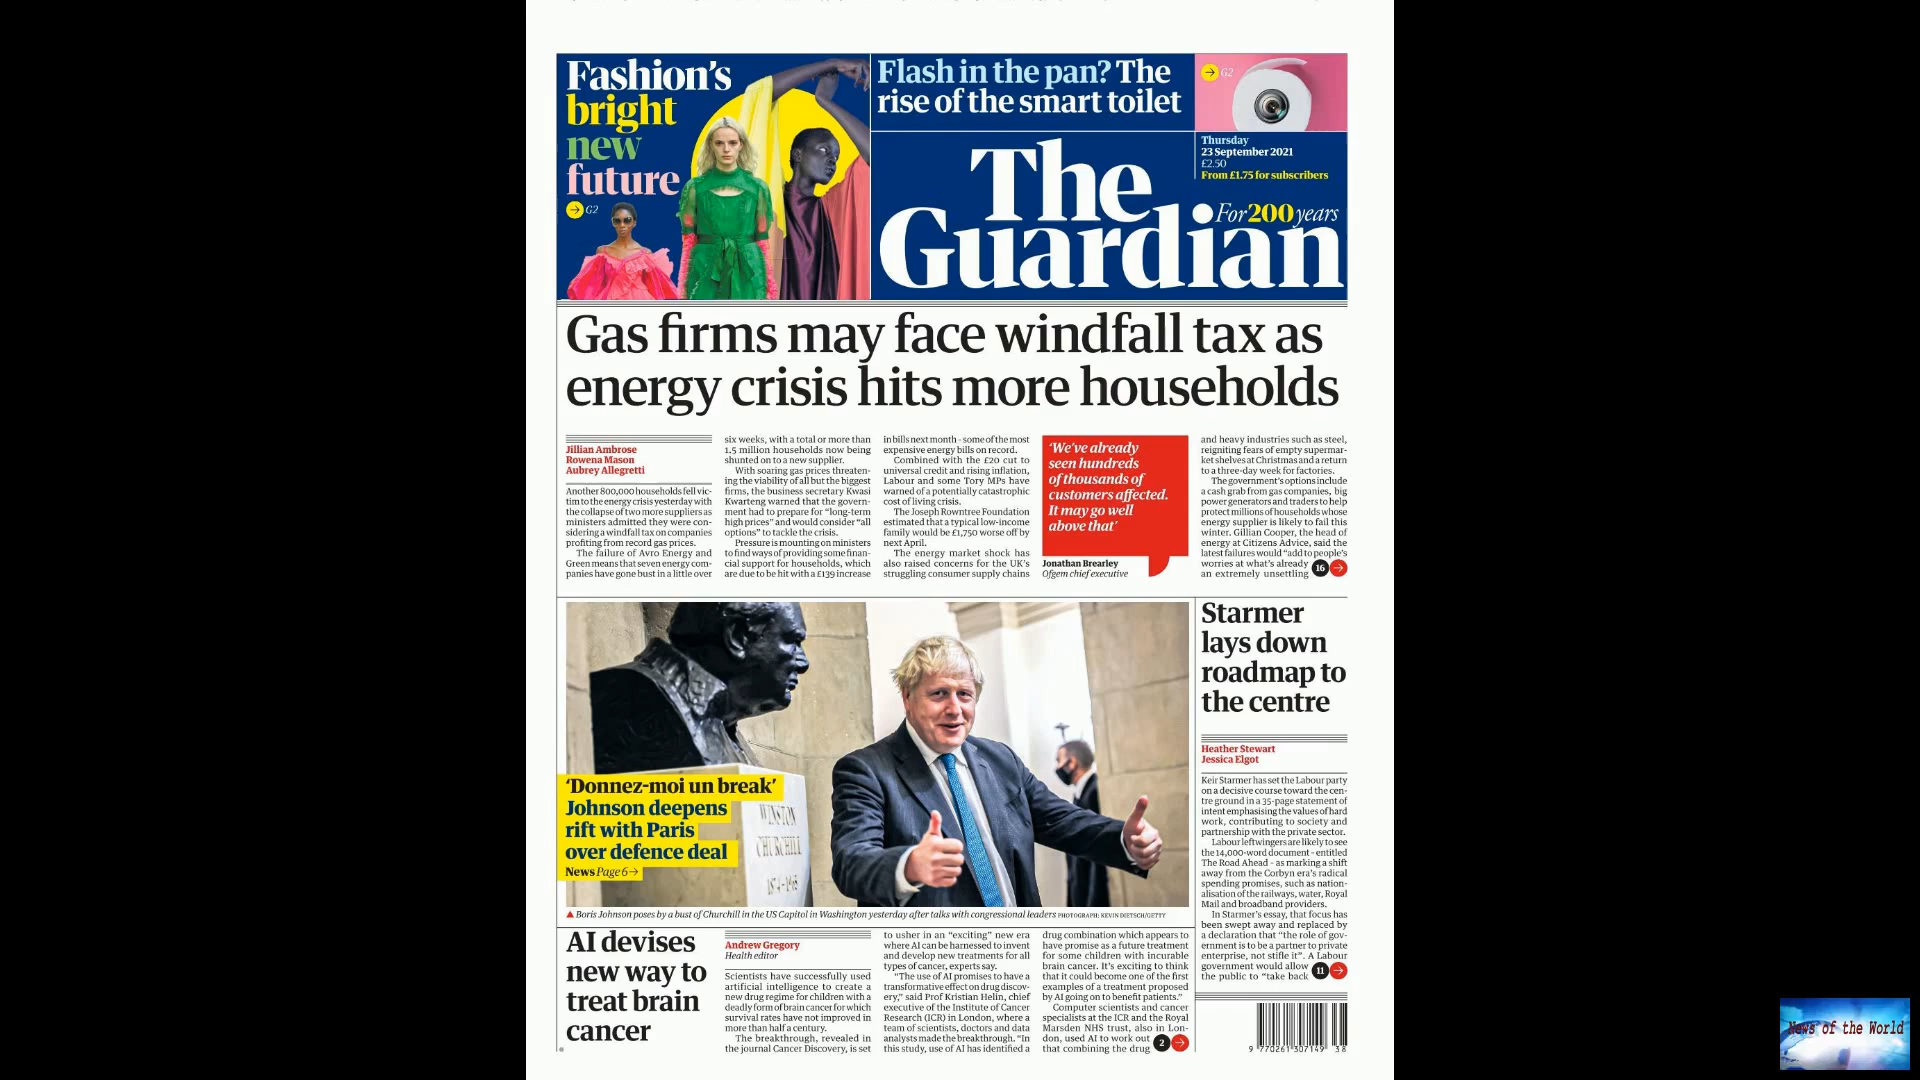 Fashion's
bright
new
future
G2
Flash in the pan? The
rise of the smart toilet
G2
Thursday
23 September 2021
£2.50
From £1.75 for subscribers
The
Guardian
For 200 years
Gas firms may face windfall tax as
energy crisis hits more households
Jillian Ambrose
Rowena Mason
Aubrey Allegretti
Another 800,000 households fell vic-
tim to the energy crisis yesterday with
the collapse of two more suppliers as
ministers admitted they were con-
sidering a windfall tax on companies
profiting from record gas prices.
The failure of Avro Energy and
Green means that seven energy com-
panies have gone bust in a little over
six weeks, with a total or more than
1.5 million households now being
shunted on to a new supplier.
With soaring gas prices threaten-
ing the viability of all but the biggest
firms, the business secretary Kwasi
Kwarteng warned that the govern-
ment had to prepare for "long-term
high prices" and would consider "all
options" to tackle the crisis.
Pressure is mounting on ministers
to find ways of providing some finan-
cial support for households, which
are due to be hit with a £139 increase
in bills next month – some of the most
expensive energy bills on record.
Combined with the £20 cut to
universal credit and rising inflation,
Labour and some Tory MPs have
warned of a potentially catastrophic
cost of living crisis.
The Joseph Rowntree Foundation
estimated that a typical low-income
family would be £1,750 worse off by
next April.
The energy market shock has
also raised concerns for the UK's
struggling consumer supply chains
'We've already
seen hundreds
of thousands of
customers affected.
It may go well
above that'
Jonathan Brearley
Ofgem chief executive
and heavy industries such as steel,
reigniting fears of empty supermar-
ket shelves at Christmas and a return
to a three-day week for factories.
The government's options include
a cash grab from gas companies, big
power generators and traders to help
protect millions of households whose
energy supplier is likely to fail this
winter. Gillian Cooper, the head of
energy at Citizens Advice, said the
latest failures would "add to people's
worries at what's already
an extremely unsettling
16
WINSTON
CHURCHILL
1874-1965
'Donnez-moi un break'
Johnson deepens
rift with Paris
over defence deal
News Page 6
Boris Johnson poses by a bust of Churchill in the US Capitol in Washington yesterday after talks with congressional leaders PHOTOGRAPH: KEVIN DIETSCH/GETTY
Starmer
lays down
roadmap to
the centre
Heather Stewart
Jessica Elgot
Keir Starmer has set the Labour party
on a decisive course toward the cen-
tre ground in a 35-page statement of
intent emphasising the values of hard
work, contributing to society and
partnership with the private sector.
Labour leftwingers are likely to see
the 14,000-word document – entitled
The Road Ahead – as marking a shift
away from the Corbyn era's radical
spending promises, such as nation-
alisation of the railways, water, Royal
Mail and broadband providers.
In Starmer's essay, that focus has
been swept away and replaced by
a declaration that "the role of gov-
ernment is to be a partner to private
enterprise, not stifle it". A Labour
government would allow
the public to "take back
11
AI devises
new way to
treat brain
cancer
Andrew Gregory
Health editor
Scientists have successfully used
artificial intelligence to create a
new drug regime for children with a
deadly form of brain cancer for which
survival rates have not improved in
more than half a century.
The breakthrough, revealed in
the journal Cancer Discovery, is set
to usher in an "exciting" new era
where AI can be harnessed to invent
and develop new treatments for all
types of cancer, experts say.
"The use of AI promises to have a
transformative effect on drug discov-
ery," said Prof Kristian Helin, chief
executive of the Institute of Cancer
Research (ICR) in London, where a
team of scientists, doctors and data
analysts made the breakthrough. "In
this study, use of AI has identified a
drug combination which appears to
have promise as a future treatment
for some children with incurable
brain cancer. It's exciting to think
that it could become one of the first
examples of a treatment proposed
by AI going on to benefit patients."
Computer scientists and cancer
specialists at the ICR and the Royal
Marsden NHS trust, also in Lon-
don, used AI to work out
that combining the drug
2
9 770261 307149 38
News of the World